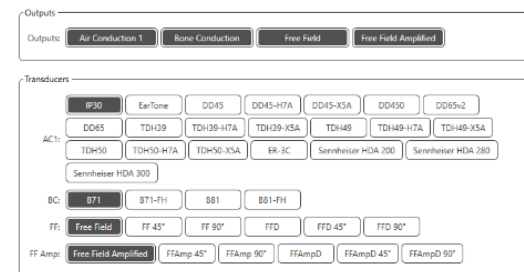 Outputs
Outputs: Air Conduction 1 Bone Conduction Free Field Free Field Amplified
Transducers
IP30 EarTone DD45 DD45-H7A DD45-X5A DD450 DD65v2
AC1: DD65 TDH39 TDH39-H7A TDH39-X5A TDH49 TDH49-H7A TDH49-X5A
TDH50 TDH50-H7A TDH50-X5A ER-3C Sennheiser HDA 200 Sennheiser HDA 280
Sennheiser HDA 300
BC: B71 B71-FH B81 B81-FH
FF: Free Field FF 45° FF 90° FFD FFD 45° FFD 90°
FF Amp: Free Field Amplified FFAmp 45° FFAmp 90° FFAmpD FFAmpD 45° FFAmpD 90°